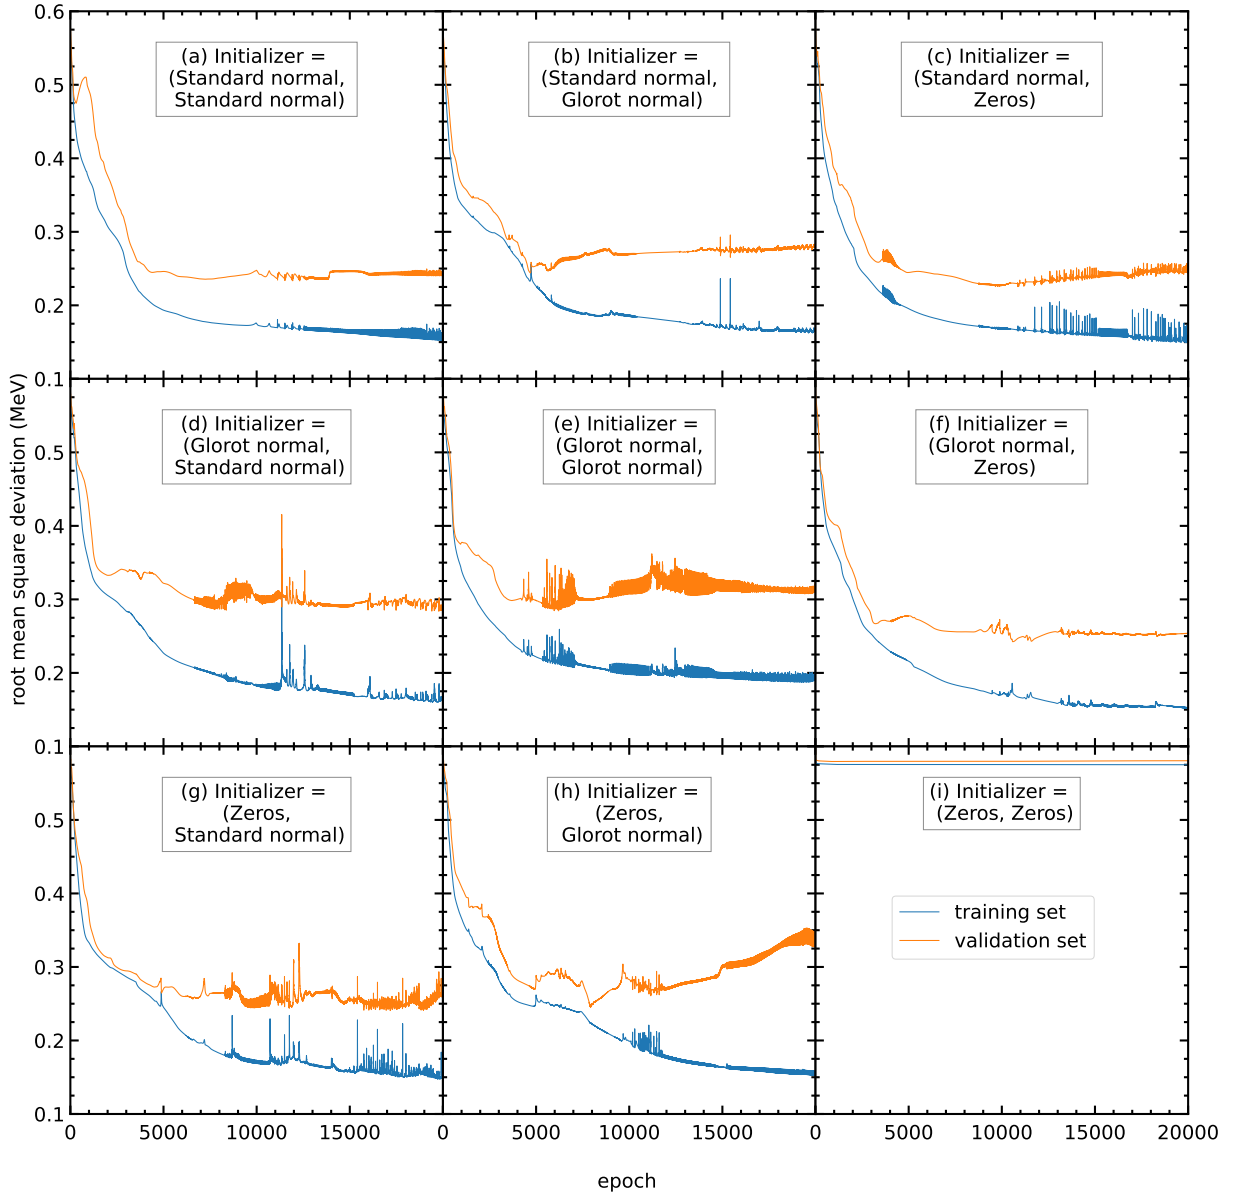 0.6
0.5
0.4
0.3
0.2
0.1
(a) Initializer =
(Standard normal,
Standard normal)
(b) Initializer =
(Standard normal,
Glorot normal)
(c) Initializer =
(Standard normal,
Zeros)
0.5
0.4
0.3
0.2
0.1
(d) Initializer =
(Glorot normal,
Standard normal)
(e) Initializer =
(Glorot normal,
Glorot normal)
(f) Initializer =
(Glorot normal,
Zeros)
root mean square deviation (MeV)
0.5
0.4
0.3
0.2
0.1
(g) Initializer =
(Zeros,
Standard normal)
(h) Initializer =
(Zeros,
Glorot normal)
(i) Initializer =
(Zeros, Zeros)
training set
validation set
0 5000 10000 15000 0 5000 10000 15000 0 5000 10000 15000 20000
epoch